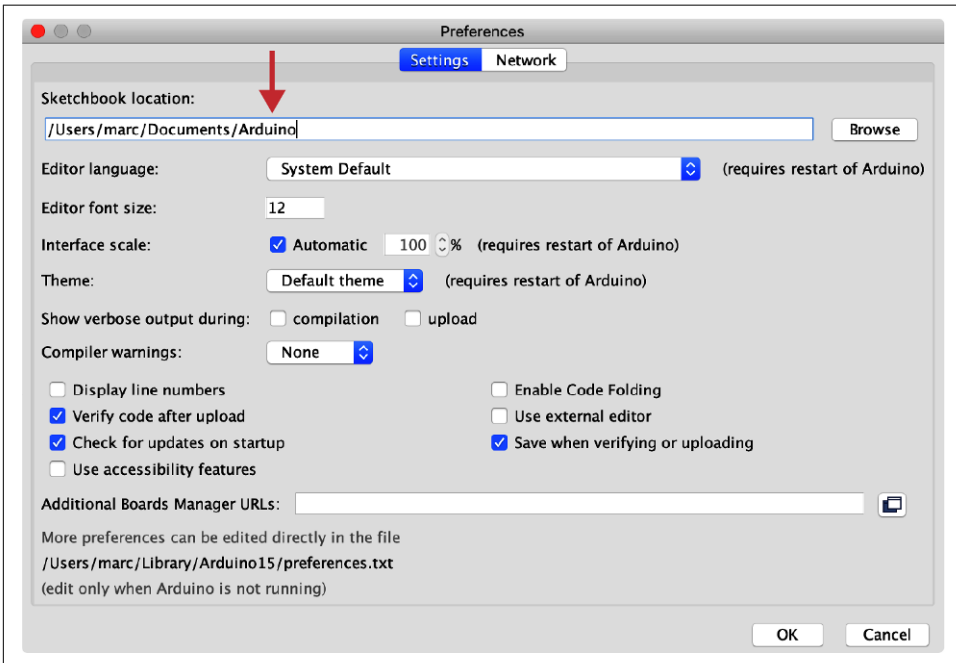 Preferences
Settings Network
Sketchbook location:
/Users/marc/Documents/Arduino Browse
Editor language: System Default (requires restart of Arduino)
Editor font size: 12
Interface scale: Automatic 100 % (requires restart of Arduino)
Theme: Default theme (requires restart of Arduino)
Show verbose output during: compilation upload
Compiler warnings: None
Display line numbers Enable Code Folding
Verify code after upload Use external editor
Check for updates on startup Save when verifying or uploading
Use accessibility features
Additional Boards Manager URLs:
More preferences can be edited directly in the file
/Users/marc/Library/Arduino15/preferences.txt
(edit only when Arduino is not running)
OK Cancel